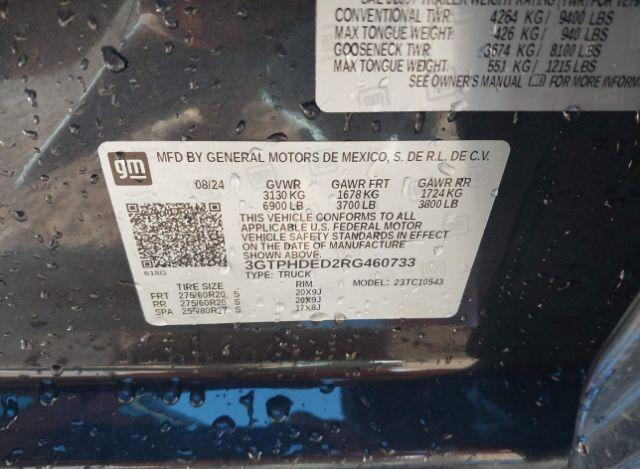 CONVENTIONAL TWR: 4264 KG/ 9400 LBS
MAX TONGUE WEIGHT: 426 KG/ 940 LBS
GOOSENECK TWR: 3674 KG/ 8100 LBS
MAX TONGUE WEIGHT: 551 KG/ 1215 LBS
SEE OWNER'S MANUAL FOR MORE INFORM
gm
MFD BY GENERAL MOTORS DE MEXICO, S. DE R.L. DE C.V.
08/24 GVWR GAWR FRT GAWR RR
3130 KG 1678 KG 1724 KG
6900 LB 3700 LB 3800 LB
THIS VEHICLE CONFORMS TO ALL
APPLICABLE U.S. FEDERAL MOTOR
VEHICLE SAFETY STANDARDS IN EFFECT
ON THE DATE OF MANUFACTURE
SHOWN ABOVE.
618G
3GTPHDED2RG460733
TYPE: TRUCK MODEL: 23TC10543
TIRE SIZE RIM
FRT 275/60R20 S 20X9J
RR 275/60R20 S 20X9J
SPA 255/80R17 S 17X8J